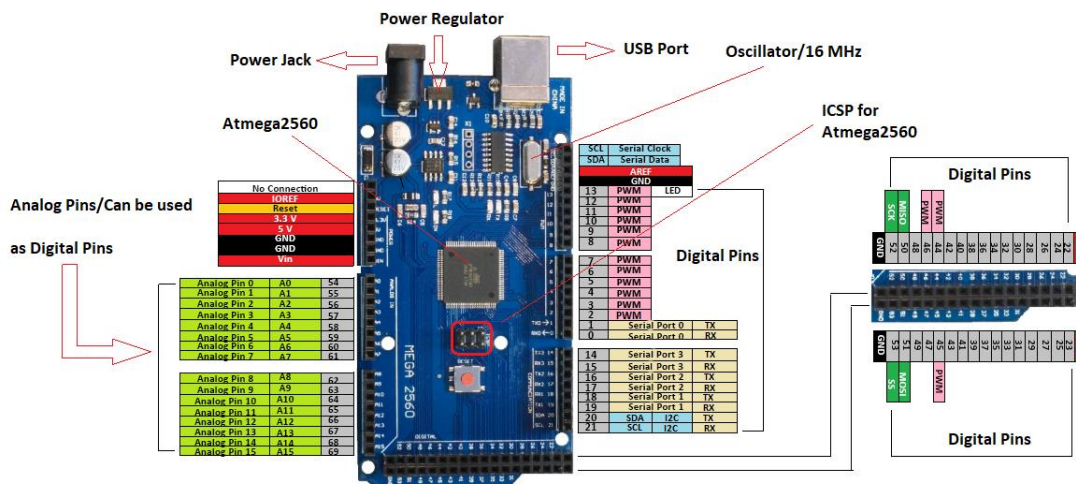 Power Regulator
Power Jack
USB Port
Oscillator/16 MHz
Atmega2560
ICSP for
Atmega2560
Analog Pins/Can be used
as Digital Pins
No Connection
IOREF
Reset
3.3 V
5 V
GND
GND
Vin
Analog Pin 0 A0 54
Analog Pin 1 A1 55
Analog Pin 2 A2 56
Analog Pin 3 A3 57
Analog Pin 4 A4 58
Analog Pin 5 A5 59
Analog Pin 6 A6 60
Analog Pin 7 A7 61
Analog Pin 8 A8 62
Analog Pin 9 A9 63
Analog Pin 10 A10 64
Analog Pin 11 A11 65
Analog Pin 12 A12 66
Analog Pin 13 A13 67
Analog Pin 14 A14 68
Analog Pin 15 A15 69
MADE IN
CHINA
RESET
MEGA 2560
COMMUNICATION
DIGITAL
SCL Serial Clock
SDA Serial Data
AREF
GND
13 PWM LED
12 PWM
11 PWM
10 PWM
9 PWM
8 PWM
7 PWM
6 PWM
5 PWM
4 PWM
3 PWM
2 PWM
1 Serial Port 0 TX
0 Serial Port 0 RX
14 Serial Port 3 TX
15 Serial Port 3 RX
16 Serial Port 2 TX
17 Serial Port 2 RX
18 Serial Port 1 TX
19 Serial Port 1 RX
20 SDA I2C TX
21 SCL I2C RX
Digital Pins
Digital Pins
SCK MISO PWM PWM
GND 52 50 48 46 44 42 40 38 36 34 32 30 28 26 24 22
GND 53 51 49 47 45 43 41 39 37 35 33 31 29 27 25 23
SS MOSI PWM
Digital Pins